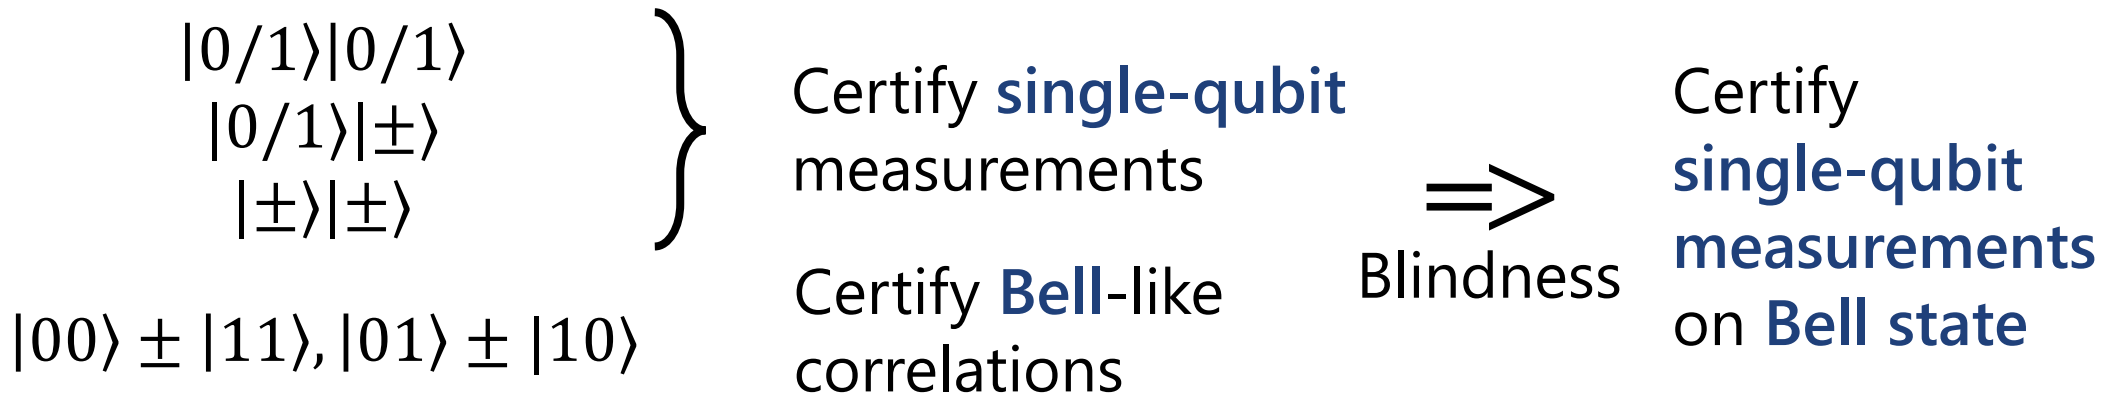 |0/1⟩|0/1⟩
|0/1⟩|±⟩
|±⟩|±⟩
|00⟩ ± |11⟩, |01⟩ ± |10⟩
Certify single-qubit
measurements
Certify Bell-like
correlations
⇒
Blindness
Certify
single-qubit
measurements
on Bell state